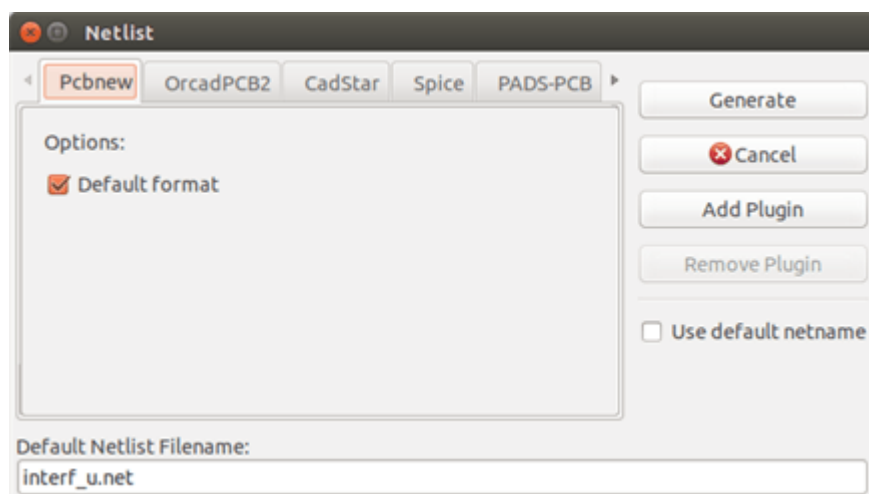 Netlist
Pcbnew OrcadPCB2 CadStar Spice PADS-PCB
Generate
Options:
Cancel
Default format
Add Plugin
Remove Plugin
Use default netname
Default Netlist Filename:
interf_u.net